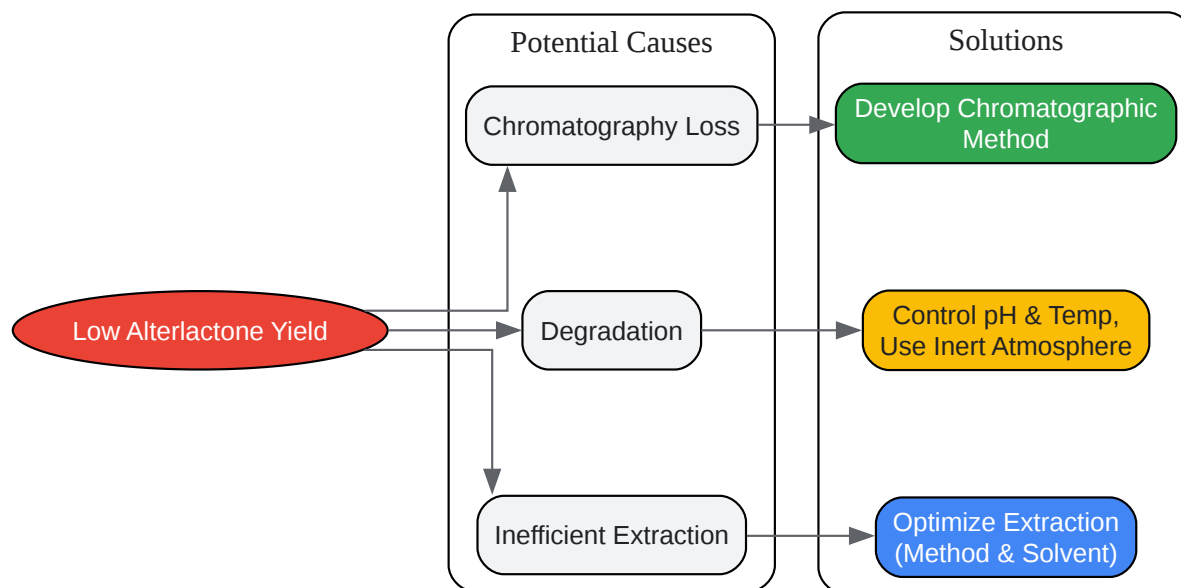 Potential Causes
Solutions
Chromatography Loss
Develop Chromatographic
Method
Low Alterlactone Yield
Degradation
Control pH & Temp,
Use Inert Atmosphere
Inefficient Extraction
Optimize Extraction
(Method & Solvent)